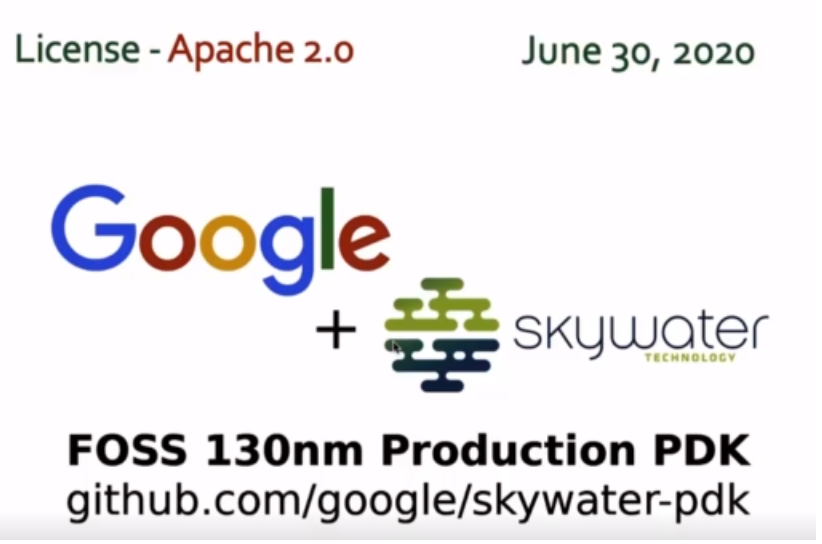 License - Apache 2.0
June 30, 2020
Google
+
skywater
TECHNOLOGY
FOSS 130nm Production PDK
github.com/google/skywater-pdk